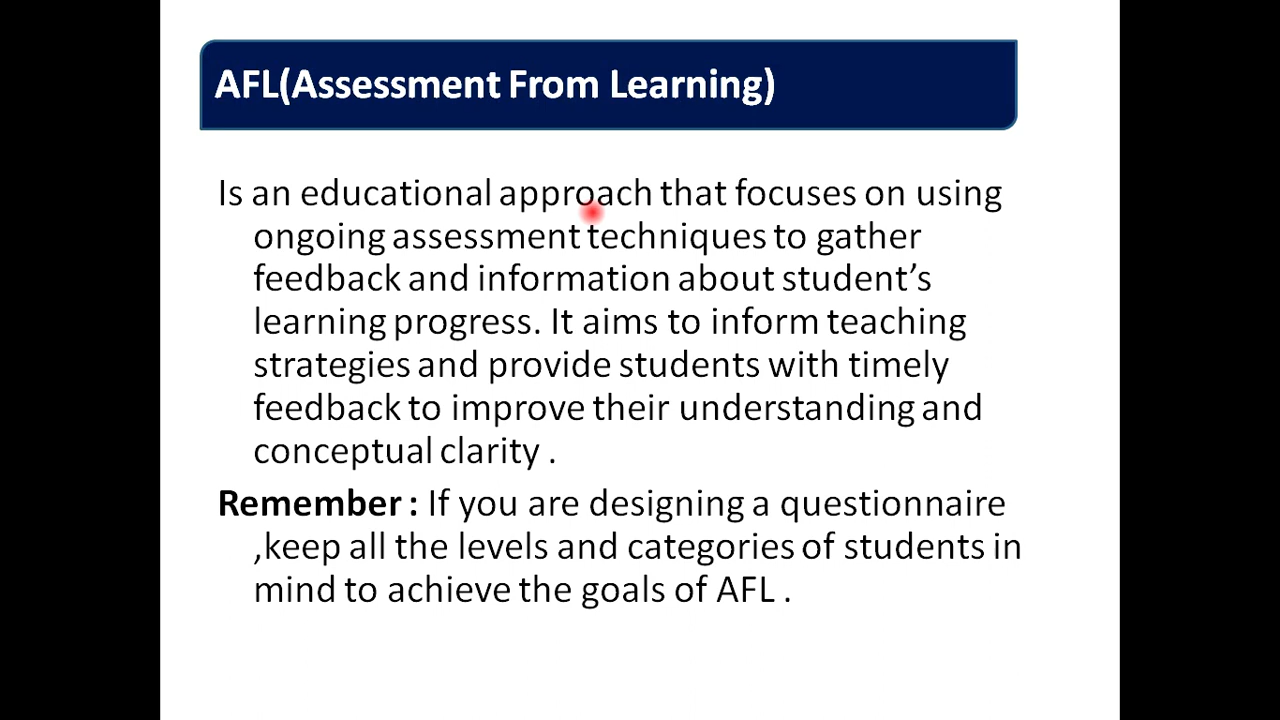 AFL(Assessment From Learning)
Is an educational approach that focuses on using
ongoing assessment techniques to gather
feedback and information about student’s
learning progress. It aims to inform teaching
strategies and provide students with timely
feedback to improve their understanding and
conceptual clarity .
Remember : If you are designing a questionnaire
,keep all the levels and categories of students in
mind to achieve the goals of AFL .